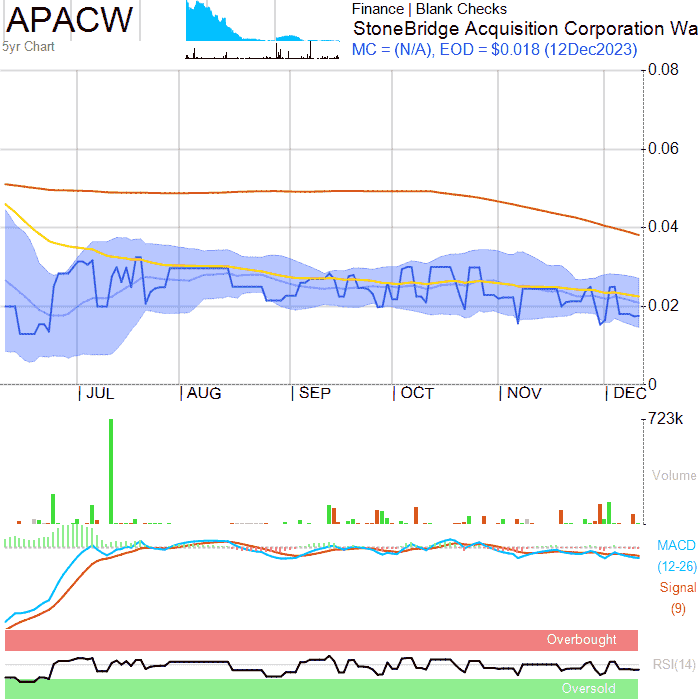 APACW
5yr Chart
Finance | Blank Checks
StoneBridge Acquisition Corporation Wa
MC = (N/A), EOD = $0.018 (12Dec2023)
0.08
0.06
0.04
0.02
0
JUL AUG SEP OCT NOV DEC
723k
Volume
MACD
(12-26)
Signal
(9)
Overbought
RSI(14)
Oversold